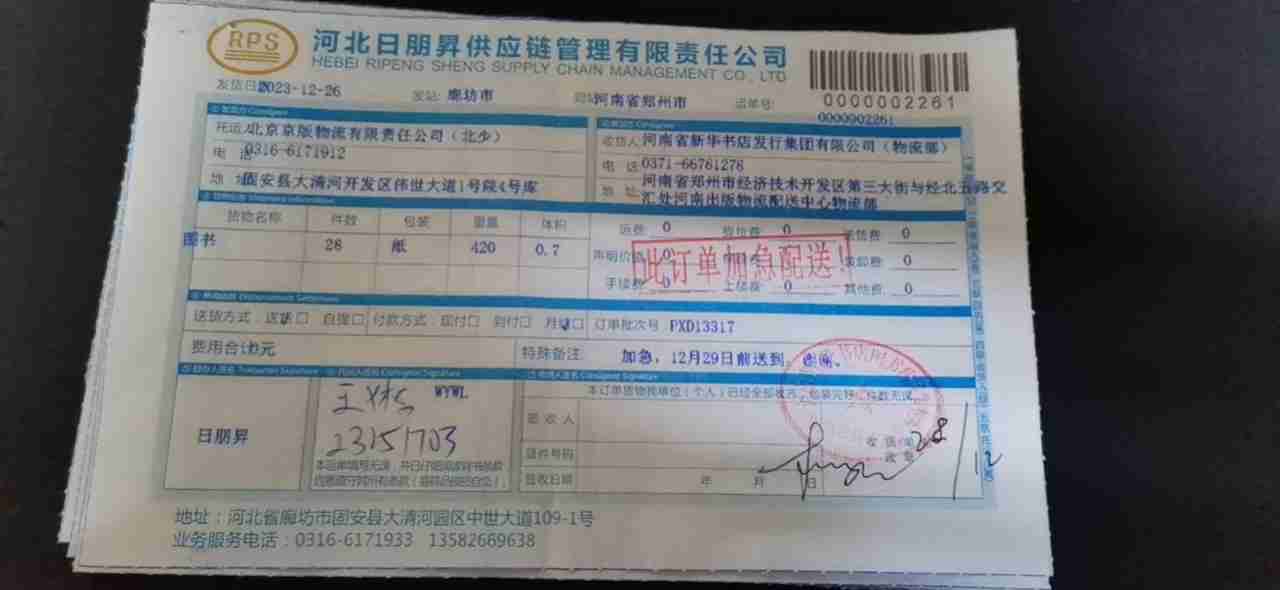 RPS
河北日朋昇供应链管理有限责任公司
HEBEI RIPENG SHENG SUPPLY CHAIN MANAGEMENT CO., LTD
发货日期 2023-12-26 发站: 廊坊市 河南省郑州市 运单号: 0000002261
0000002261
托运 北京京版物流有限责任公司(北少) 收货人 河南省新华书店发行集团有限公司(物流部)
电 话 0316-6171912 电 话 0371-66761278
地 址 固安县大清河开发区伟世大道1号院4号库 地 址: 河南省郑州市经济技术开发区第三大街与经北五路交
汇处河南出版物流配送中心物流部
货物名称 件数 包装 重量 体积 运费: 0 0 送货费: 0
图书 28 纸 420 0.7 声明价值 0 装卸费: 0
此订单加急配送!
手续费: 0 上楼费: 0 其他费: 0
送货方式: 送货口 自提口 付款方式: 现付口 到付口 月结口 订单批次号 PXD13317
费用合计: 0元 特殊备注: 加急,12月29日前送到,谢谢。
本订单货物我单位(个人)已经全部收齐,包装完好,件数无误
WYWL
日朋昇 签收人
23151703
证件号码
签收日期 年 月 日
28/12
地址:河北省廊坊市固安县大清河园区中世大道109-1号
业务服务电话:0316-6171933 13582669638